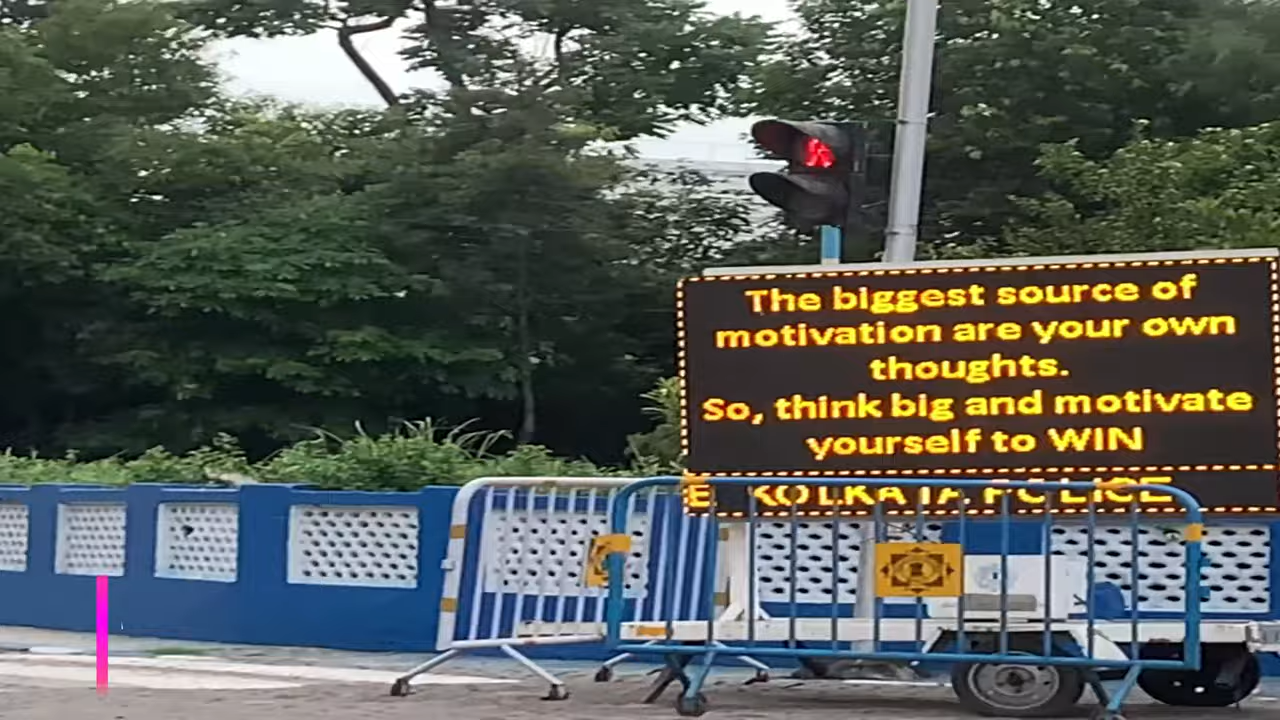 The biggest source of
motivation are your own
thoughts.
So, think big and motivate
yourself to WIN
E. KOLKATA POLICE